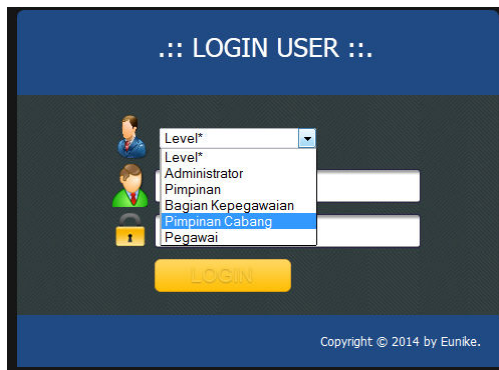 .:: LOGIN USER ::.
Level*
Level*
Administrator
Pimpinan
Bagian Kepegawaian
Pimpinan Cabang
Pegawai
LOGIN
Copyright © 2014 by Eunike.